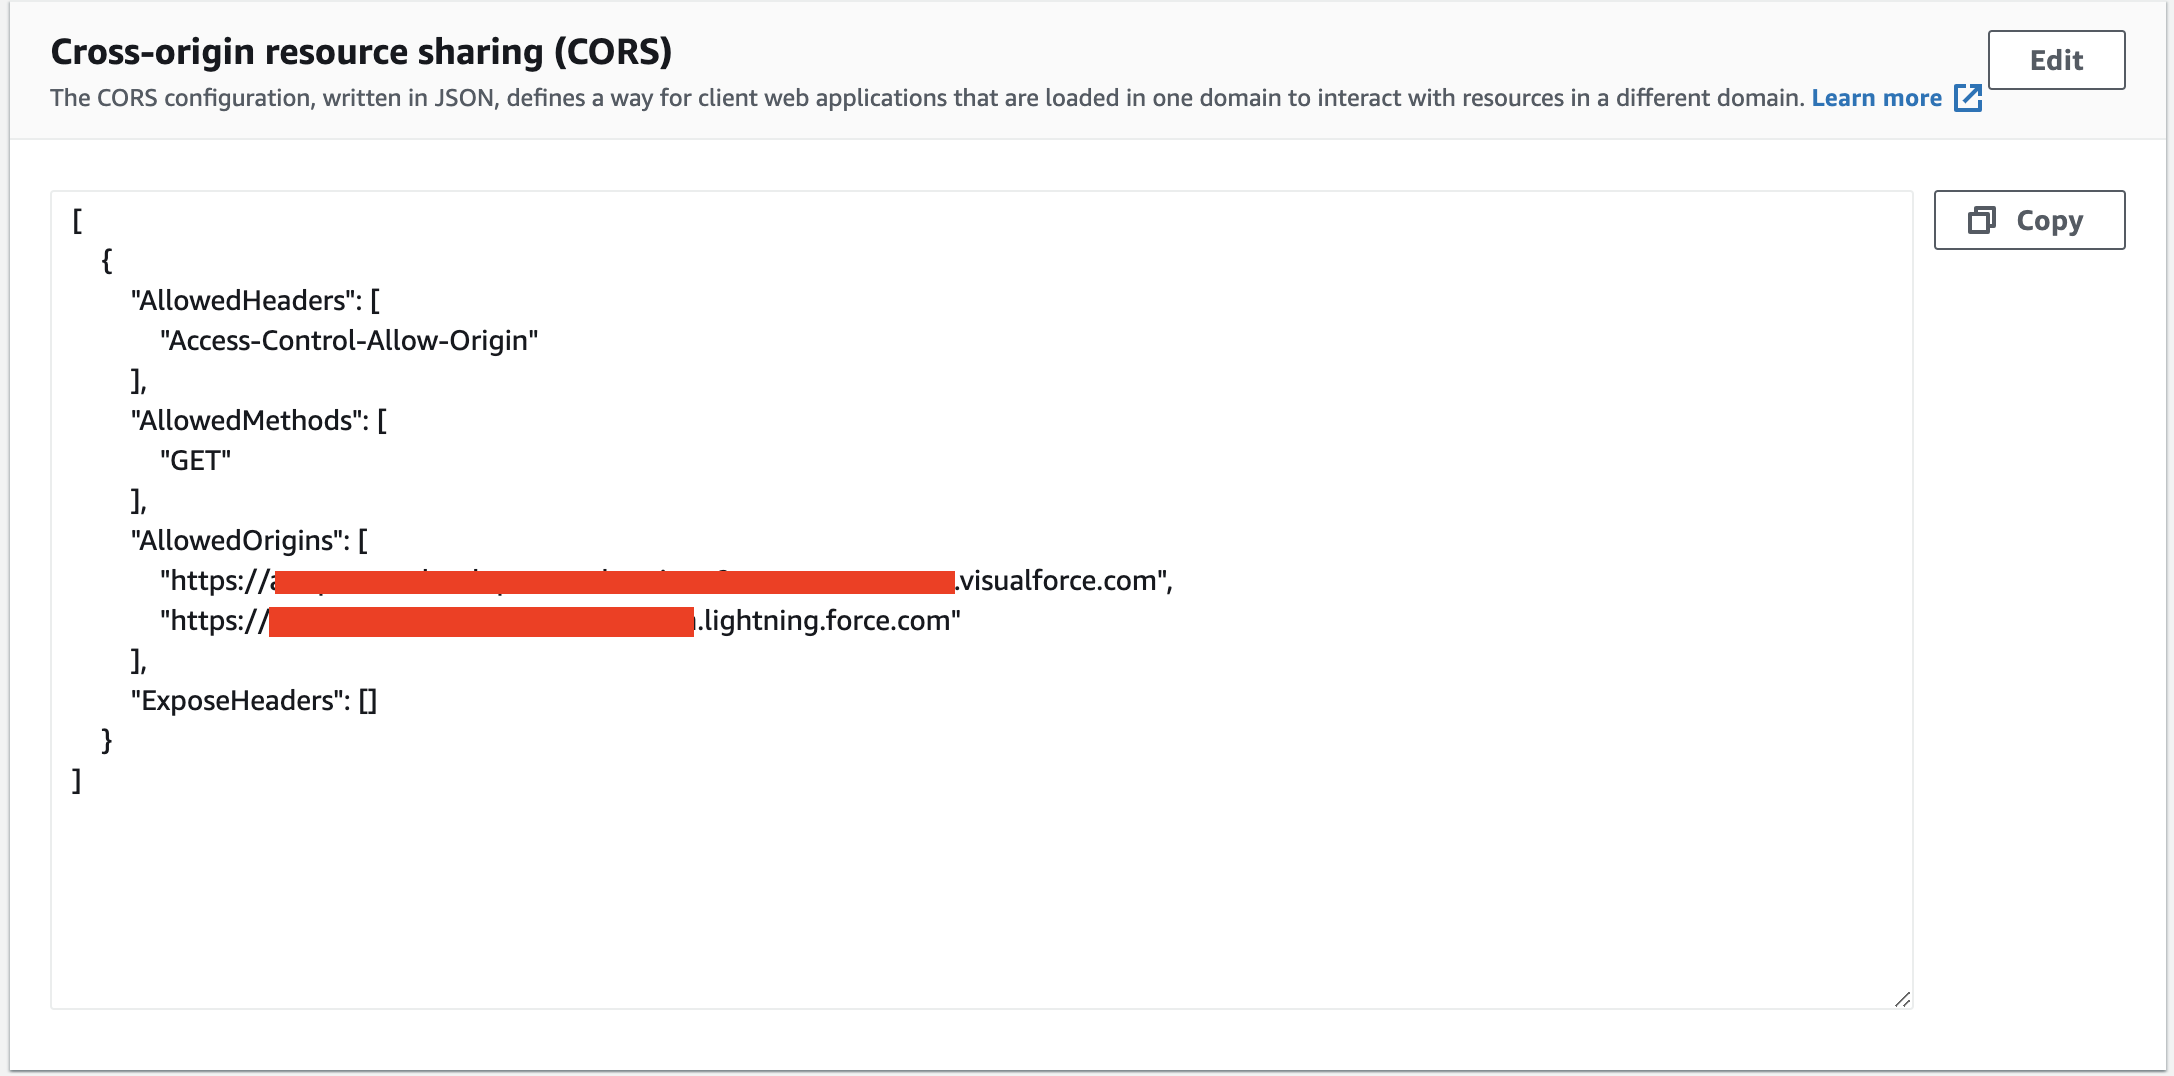 Cross-origin resource sharing (CORS)
Edit
The CORS configuration, written in JSON, defines a way for client web applications that are loaded in one domain to interact with resources in a different domain. Learn more
Copy
[
{
"AllowedHeaders": [
"Access-Control-Allow-Origin"
],
"AllowedMethods": [
"GET"
],
"AllowedOrigins": [
"https:// .visualforce.com",
"https:// .lightning.force.com"
],
"ExposeHeaders": []
}
]